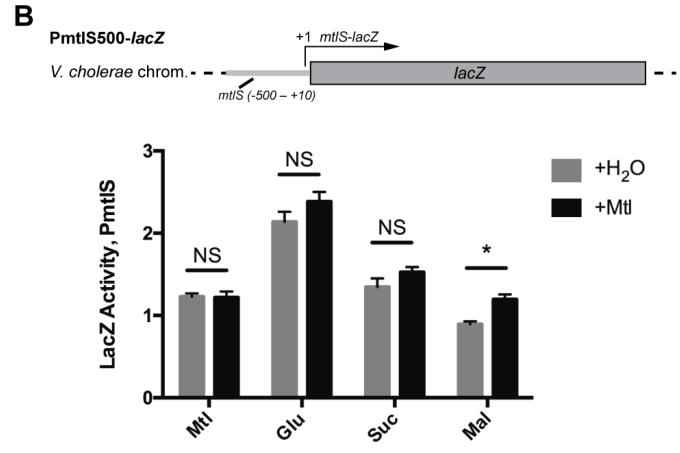 B
PmtlS500-lacZ
+1 mtlS-lacZ
V. cholerae chrom.
lacZ
mtlS (-500 – +10)
LacZ Activity, PmtlS
3
2
1
0
NS
NS
NS
*
+H2O
+Mtl
Mtl
Glu
Suc
Mal